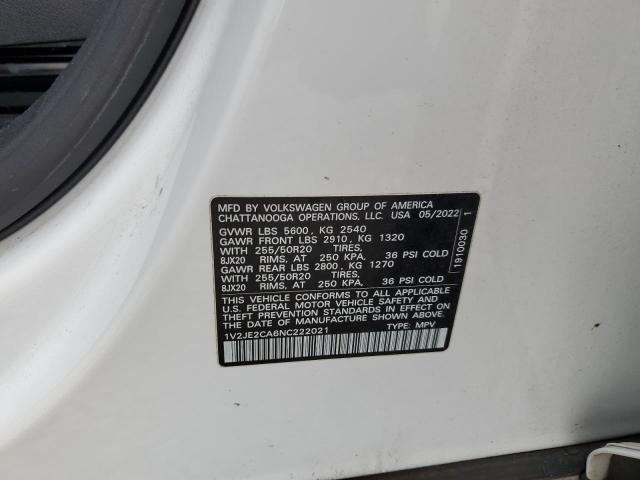 MFD BY VOLKSWAGEN GROUP OF AMERICA
CHATTANOOGA OPERATIONS, LLC. USA 05/2022
GVWR LBS 5600, KG 2540
GAWR FRONT LBS 2910, KG 1320
WITH 255/50R20 TIRES,
8JX20 RIMS, AT 250 KPA, 36 PSI COLD
GAWR REAR LBS 2800, KG 1270
WITH 255/50R20 TIRES,
8JX20 RIMS, AT 250 KPA, 36 PSI COLD
THIS VEHICLE CONFORMS TO ALL APPLICABLE
U.S. FEDERAL MOTOR VEHICLE SAFETY AND
THEFT PREVENTION STANDARDS IN EFFECT ON
THE DATE OF MANUFACTURE SHOWN ABOVE.
1V2JE2CA6NC222021 TYPE: MPV
1910030 1